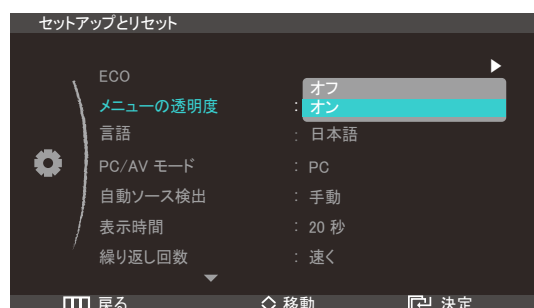 セットアップとリセット
ECO
メニューの透明度 : オフ
オン
言語 : 日本語
PC/AV モード : PC
自動ソース検出 : 手動
表示時間 : 20 秒
繰り返し回数 : 速く
戻る 移動 決定